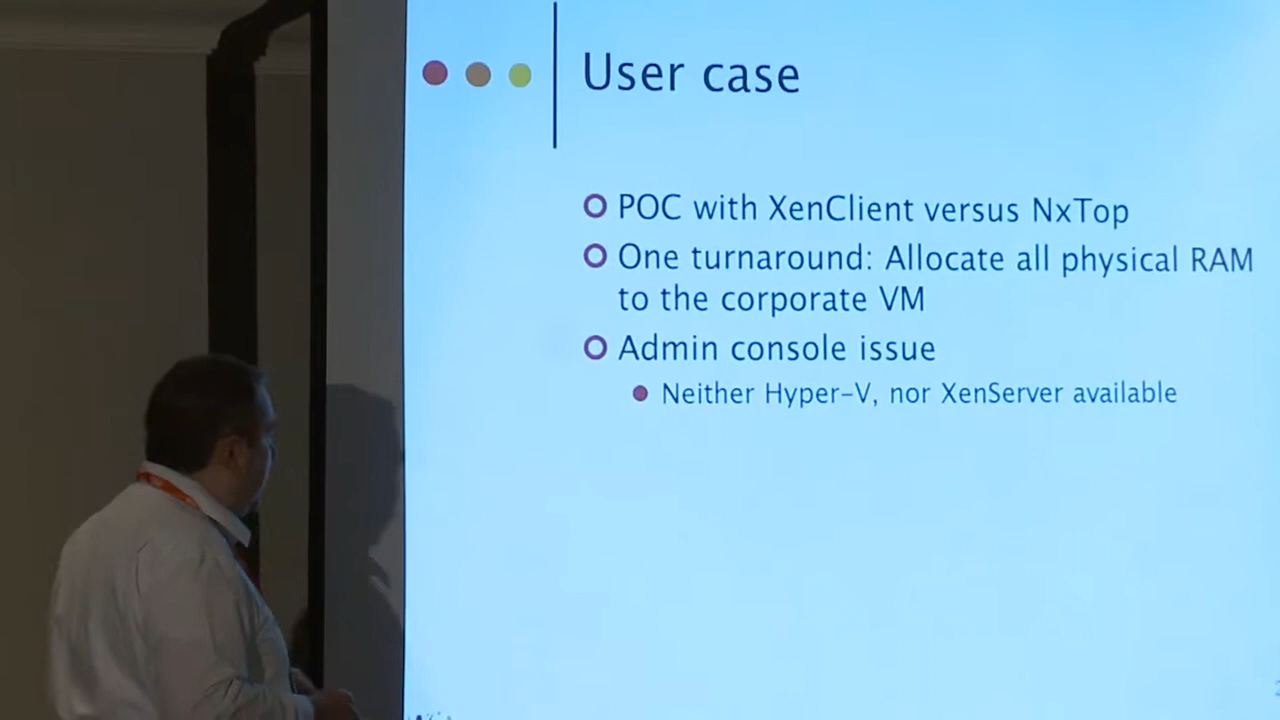 User case
POC with XenClient versus NxTop
One turnaround: Allocate all physical RAM
to the corporate VM
Admin console issue
Neither Hyper-V, nor XenServer available